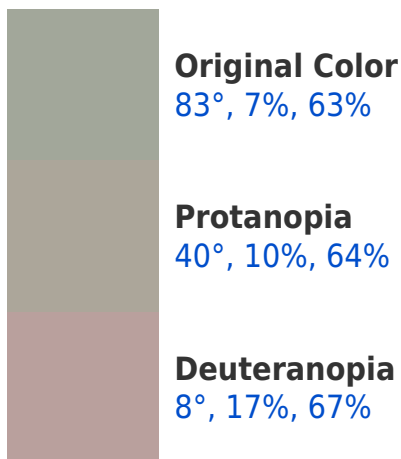 Original Color
83°, 7%, 63%
Protanopia
40°, 10%, 64%
Deuteranopia
8°, 17%, 67%